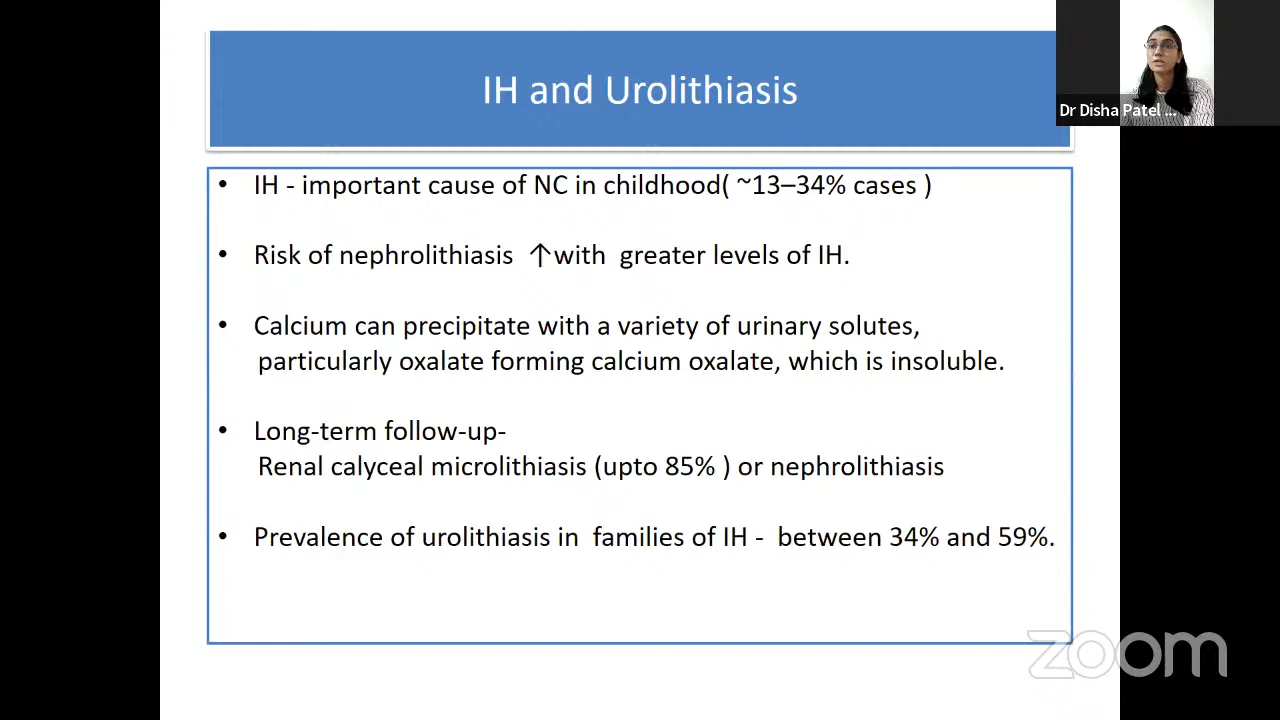 IH and Urolithiasis
Dr Disha Patel ...
• IH - important cause of NC in childhood( ~13–34% cases )
• Risk of nephrolithiasis ↑with greater levels of IH.
• Calcium can precipitate with a variety of urinary solutes,
particularly oxalate forming calcium oxalate, which is insoluble.
• Long-term follow-up-
Renal calyceal microlithiasis (upto 85% ) or nephrolithiasis
• Prevalence of urolithiasis in families of IH - between 34% and 59%.
zoom